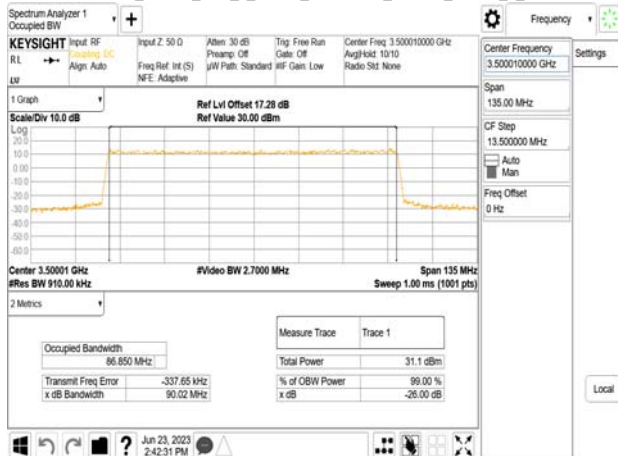 Spectrum Analyzer 1
Occupied BW
+
Frequency
KEYSIGHT
Input: RF
Coupling: DC
Align: Auto
RL
LVI
Input Z: 50 Ω
Freq Ref: Int (S)
NFE: Adaptive
Atten: 30 dB
Preamp: Off
µW Path: Standard
Trig: Free Run
Gate: Off
#IF Gain: Low
Center Freq: 3.500010000 GHz
Avg|Hold: 10/10
Radio Std: None
Center Frequency
3.500010000 GHz
Settings
Span
135.00 MHz
CF Step
13.500000 MHz
Auto
Man
Freq Offset
0 Hz
Local
1 Graph
Scale/Div 10.0 dB
Ref Lvl Offset 17.28 dB
Ref Value 30.00 dBm
Log
20.0
10.0
0.00
-10.0
-20.0
-30.0
-40.0
-50.0
-60.0
Center 3.50001 GHz
#Video BW 2.7000 MHz
Span 135 MHz
#Res BW 910.00 kHz
Sweep 1.00 ms (1001 pts)
2 Metrics
Measure Trace
Trace 1
Occupied Bandwidth
86.850 MHz
Total Power
31.1 dBm
Transmit Freq Error
-337.65 kHz
% of OBW Power
99.00 %
x dB Bandwidth
90.02 MHz
x dB
-26.00 dB
?
Jun 23, 2023
2:42:31 PM